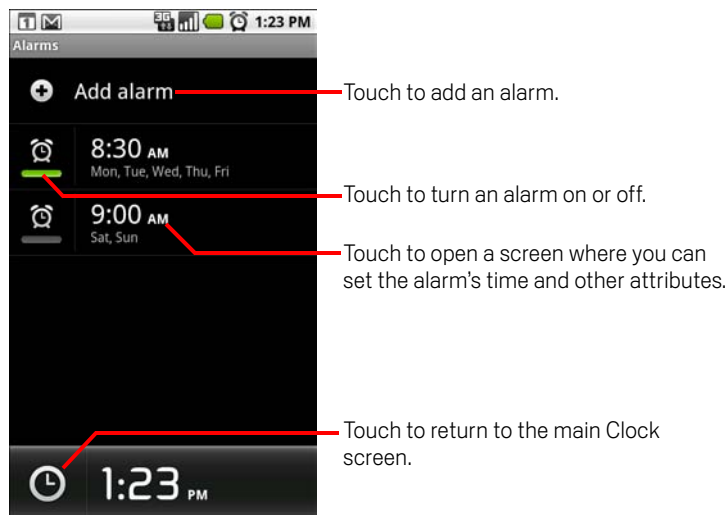 1 3G 1:23 PM
Alarms
Add alarm
Touch to add an alarm.
8:30 AM
Mon, Tue, Wed, Thu, Fri
Touch to turn an alarm on or off.
9:00 AM
Sat, Sun
Touch to open a screen where you can
set the alarm's time and other attributes.
Touch to return to the main Clock
screen.
1:23 PM